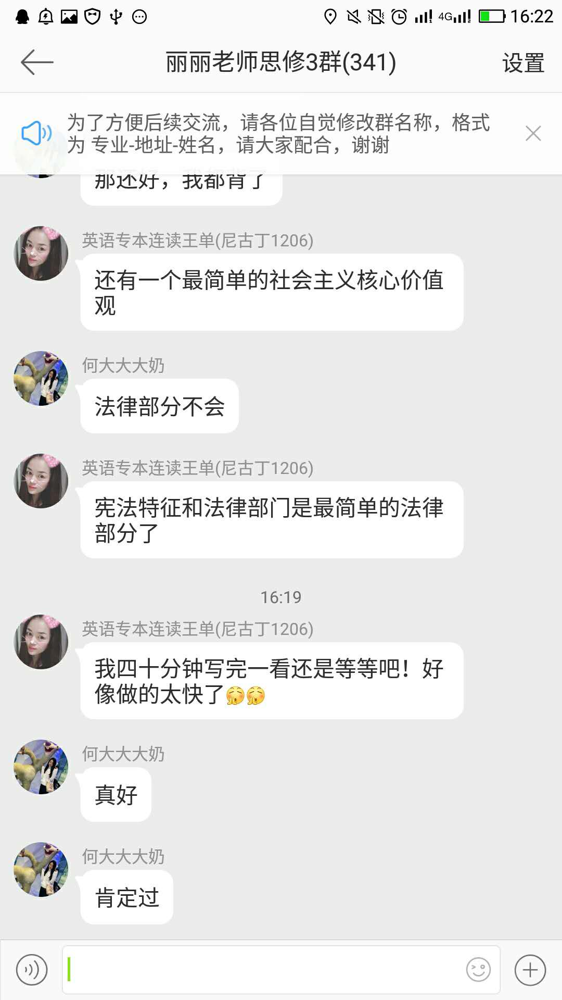 4G 16:22
丽丽老师思修3群(341) 设置
为了方便后续交流，请各位自觉修改群名称，格式
为 专业-地址-姓名，请大家配合，谢谢
那还好，我都背了
英语专本连读王单(尼古丁1206)
还有一个最简单的社会主义核心价值
观
何大大大奶
法律部分不会
英语专本连读王单(尼古丁1206)
宪法特征和法律部门是最简单的法律
部分了
16:19
英语专本连读王单(尼古丁1206)
我四十分钟写完一看还是等等吧！好
像做的太快了
何大大大奶
真好
何大大大奶
肯定过